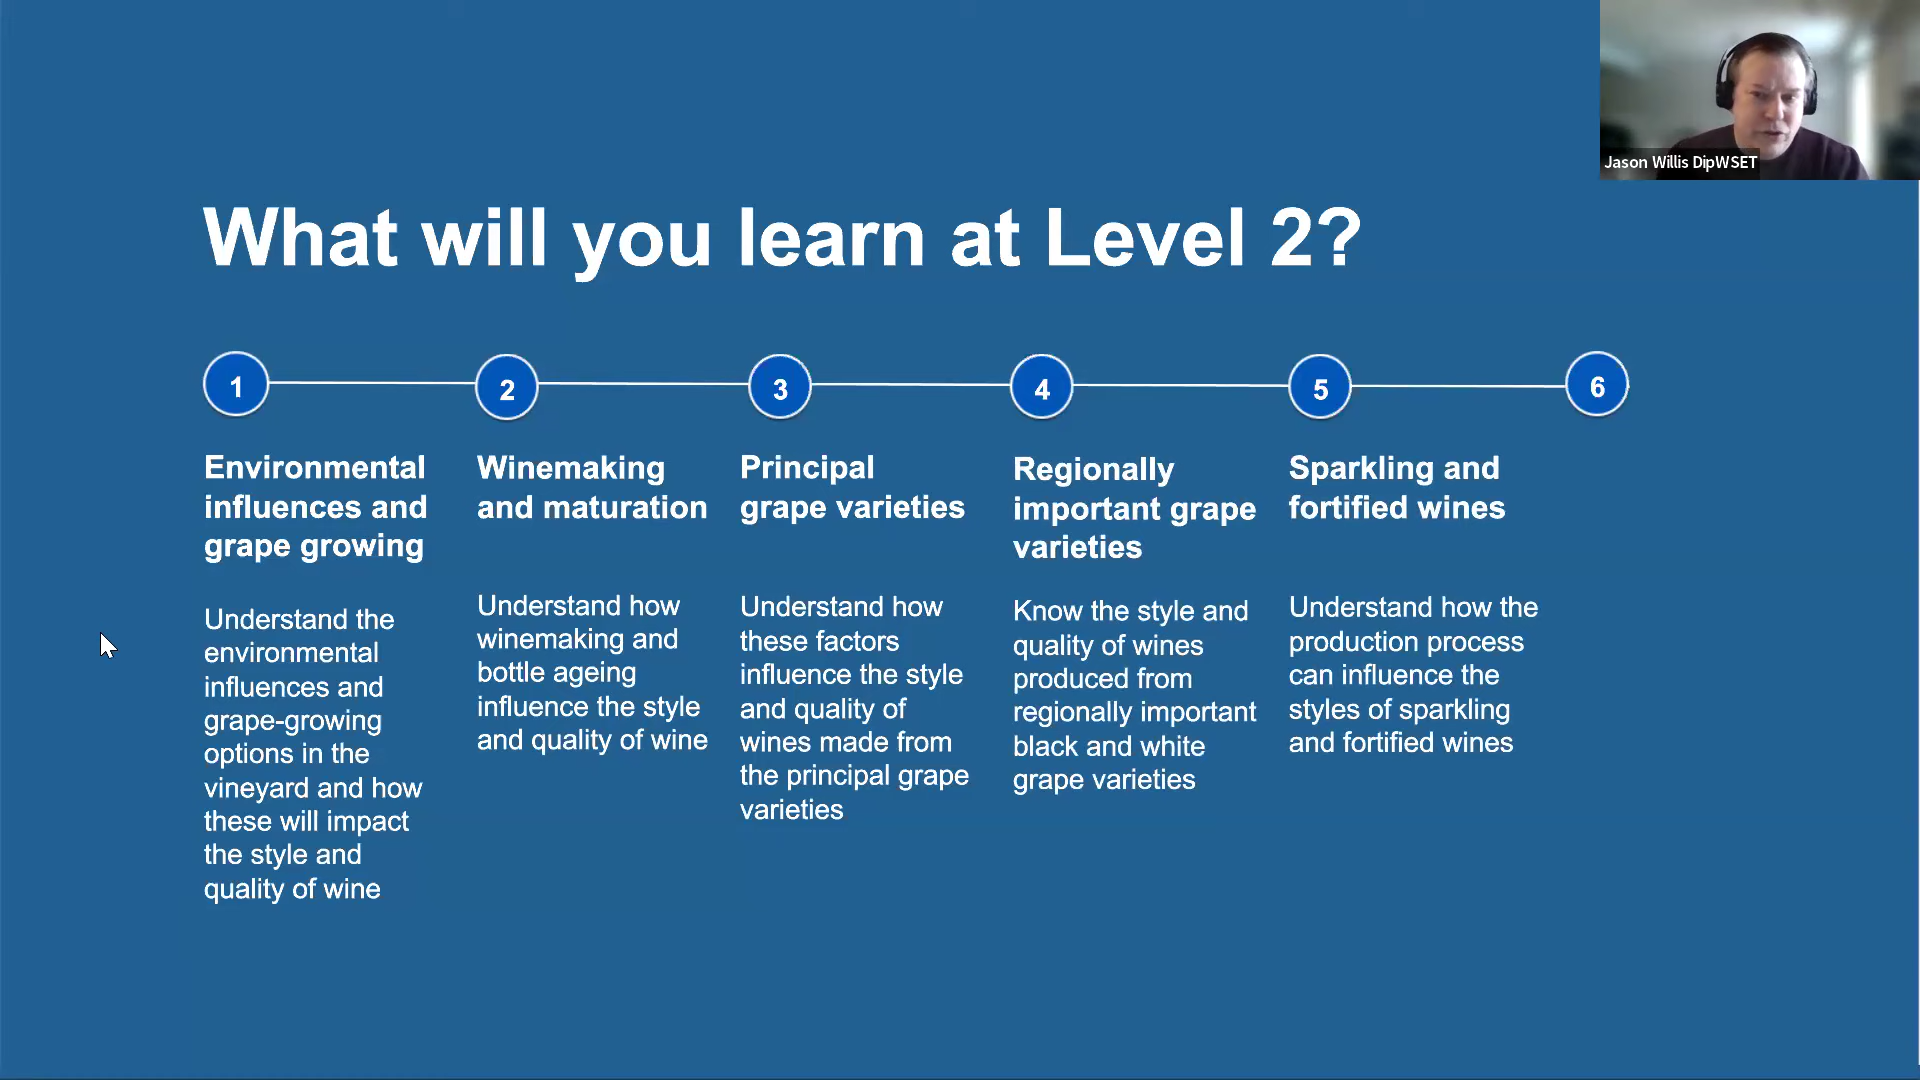 Jason Willis DipWSET
What will you learn at Level 2?
1
2
3
4
5
6
Environmental
influences and
grape growing
Understand the
environmental
influences and
grape-growing
options in the
vineyard and how
these will impact
the style and
quality of wine
Winemaking
and maturation
Understand how
winemaking and
bottle ageing
influence the style
and quality of wine
Principal
grape varieties
Understand how
these factors
influence the style
and quality of
wines made from
the principal grape
varieties
Regionally
important grape
varieties
Know the style and
quality of wines
produced from
regionally important
black and white
grape varieties
Sparkling and
fortified wines
Understand how the
production process
can influence the
styles of sparkling
and fortified wines